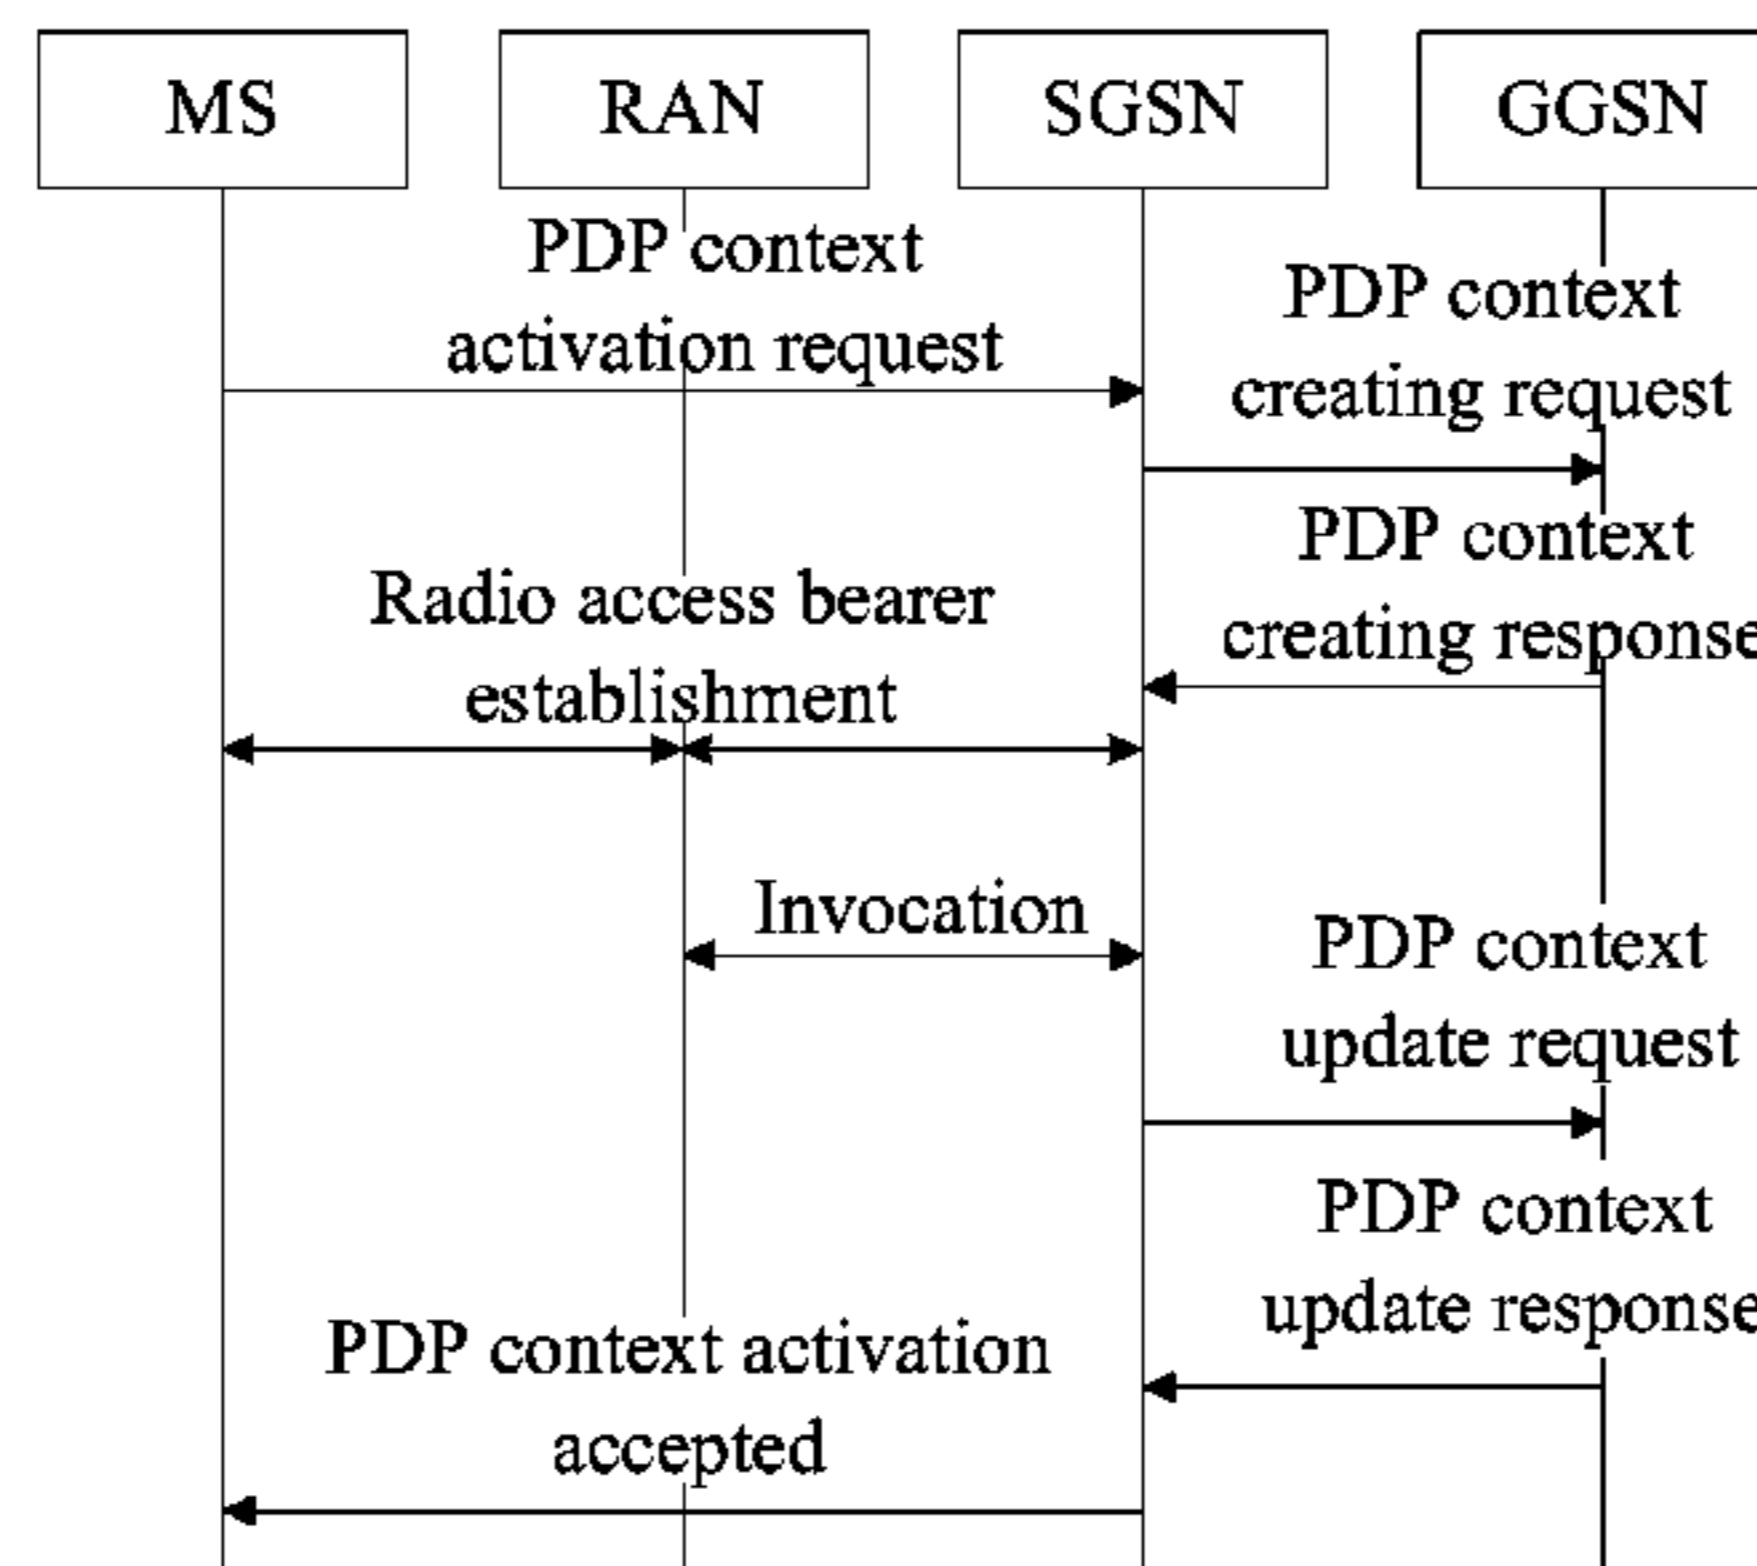 MS
RAN
SGSN
GGSN
PDP context
activation request
PDP context
creating request
PDP context
creating response
Radio access bearer
establishment
Invocation
PDP context
update request
PDP context
update response
PDP context activation
accepted